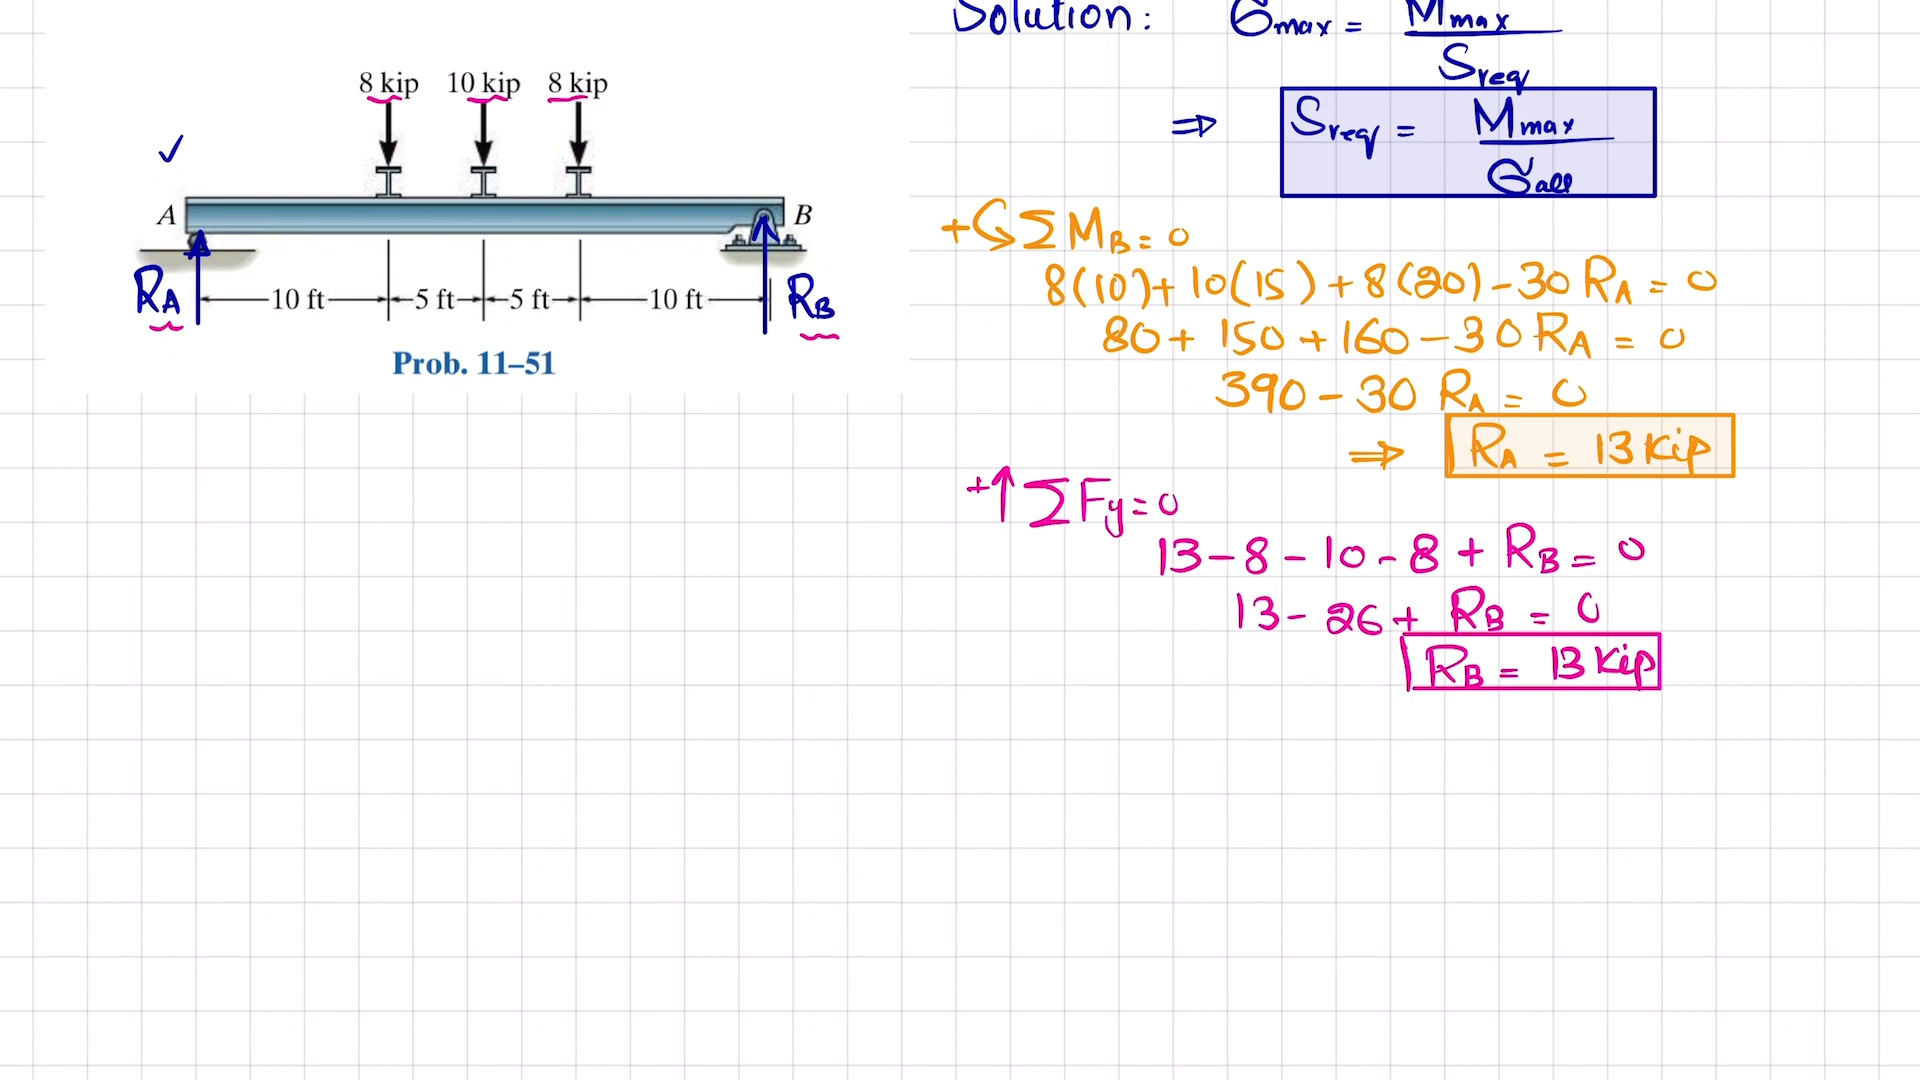 Solution: σmax = Mmax / Sreq
⇒ Sreq = Mmax / σall
8 kip 10 kip 8 kip
✓
A B
RA RB
10 ft 5 ft 5 ft 10 ft
Prob. 11–51
+↺ ΣMB = 0
8(10) + 10(15) + 8(20) - 30 RA = 0
80 + 150 + 160 - 30 RA = 0
390 - 30 RA = 0
⇒ RA = 13 Kip
+↑ ΣFy = 0
13 - 8 - 10 - 8 + RB = 0
13 - 26 + RB = 0
RB = 13 Kip